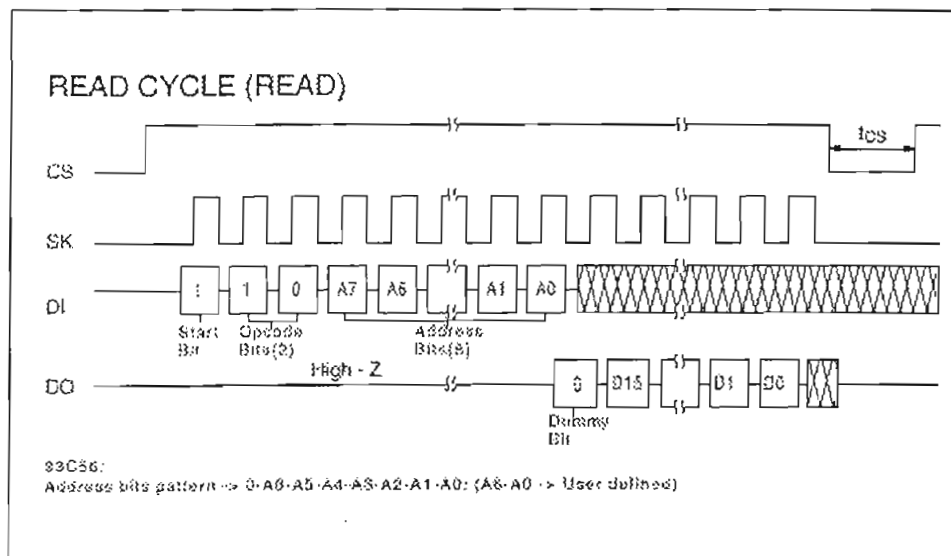 READ CYCLE (READ)
tCS
CS
SK
DI
1 1 0 A7 A6 A1 A0
Start Bit
Opcode Bits(2)
Address Bits(8)
High - Z
DO
0 D15 D1 D0
Dummy Bit
93C56:
Address bits pattern -> 0-A6-A5-A4-A3-A2-A1-A0; (A6-A0 -> User defined)